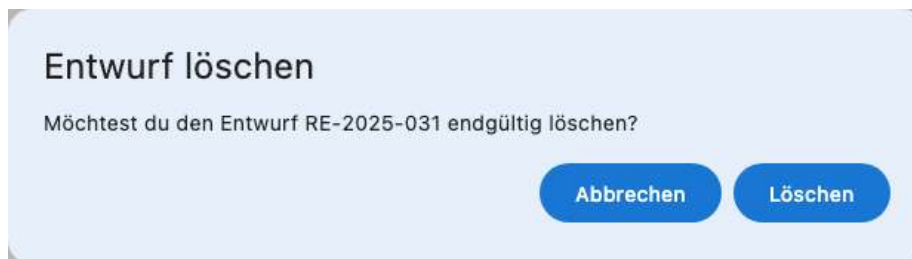 Entwurf löschen
Möchtest du den Entwurf RE-2025-031 endgültig löschen?
Abbrechen Löschen